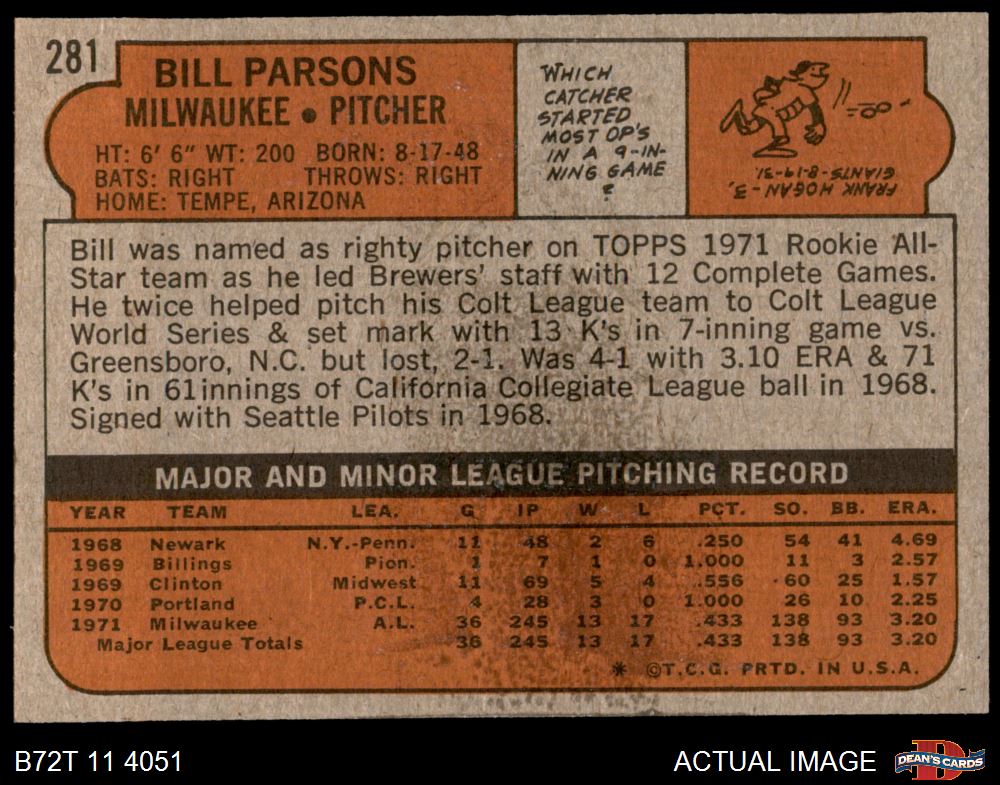 281
BILL PARSONS
MILWAUKEE • PITCHER
HT: 6' 6" WT: 200 BORN: 8-17-48
BATS: RIGHT THROWS: RIGHT
HOME: TEMPE, ARIZONA
WHICH
CATCHER
STARTED
MOST DP'S
IN A 9-IN-
NING GAME
?
FRANK HOGAN - 3,
GIANTS - 8-19-31.
Bill was named as righty pitcher on TOPPS 1971 Rookie All-
Star team as he led Brewers' staff with 12 Complete Games.
He twice helped pitch his Colt League team to Colt League
World Series & set mark with 13 K's in 7-inning game vs.
Greensboro, N.C. but lost, 2-1. Was 4-1 with 3.10 ERA & 71
K's in 61innings of California Collegiate League ball in 1968.
Signed with Seattle Pilots in 1968.
MAJOR AND MINOR LEAGUE PITCHING RECORD
YEAR TEAM LEA. G IP W L PCT. SO. BB. ERA.
1968 Newark N.Y.-Penn. 11 48 2 6 .250 54 41 4.69
1969 Billings Pion. 1 7 1 0 1.000 11 3 2.57
1969 Clinton Midwest 11 69 5 4 .556 60 25 1.57
1970 Portland P.C.L. 4 28 3 0 1.000 26 10 2.25
1971 Milwaukee A.L. 36 245 13 17 .433 138 93 3.20
Major League Totals 36 245 13 17 .433 138 93 3.20
* ©T.C.G. PRTD. IN U.S.A.
B72T 11 4051
ACTUAL IMAGE
DEAN'S CARDS